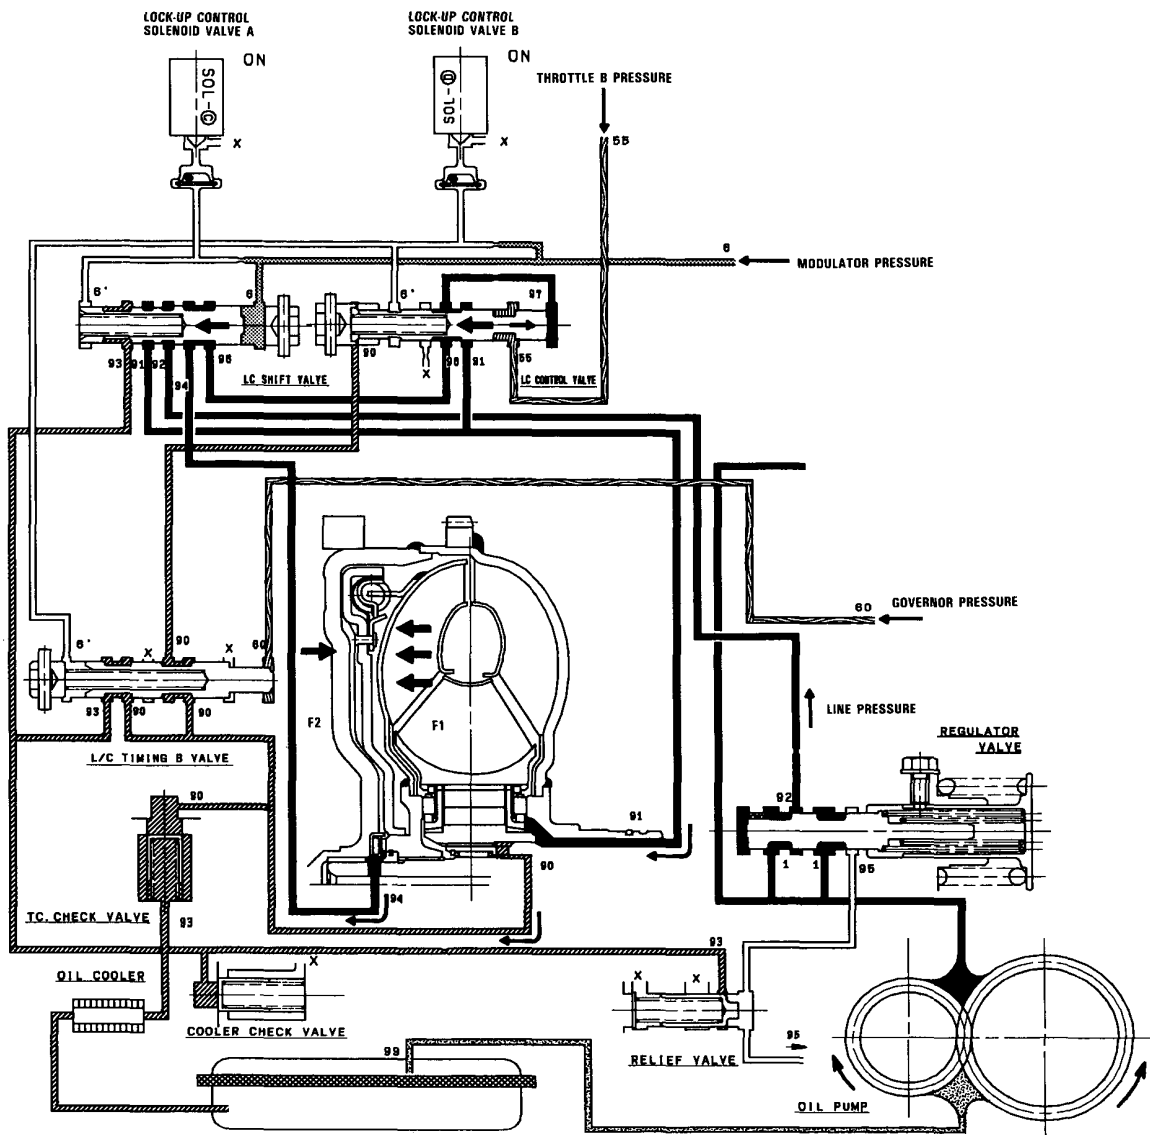 LOCK-UP CONTROL
SOLENOID VALVE A
LOCK-UP CONTROL
SOLENOID VALVE B
ON
ON
SOL-C
SOL-D
THROTTLE B PRESSURE
X
X
55
6
MODULATOR PRESSURE
6'
6
6'
97
93
91
92
94
96
90
X
96
91
55
LC SHIFT VALVE
LC CONTROL VALVE
60
GOVERNOR PRESSURE
6'
X
90
X
60
93
90
90
L/C TIMING B VALVE
F2
F1
LINE PRESSURE
REGULATOR
VALVE
92
90
91
1
1
95
90
94
TC. CHECK VALVE
93
93
OIL COOLER
X
X
X
COOLER CHECK VALVE
99
95
RELIEF VALVE
OIL PUMP